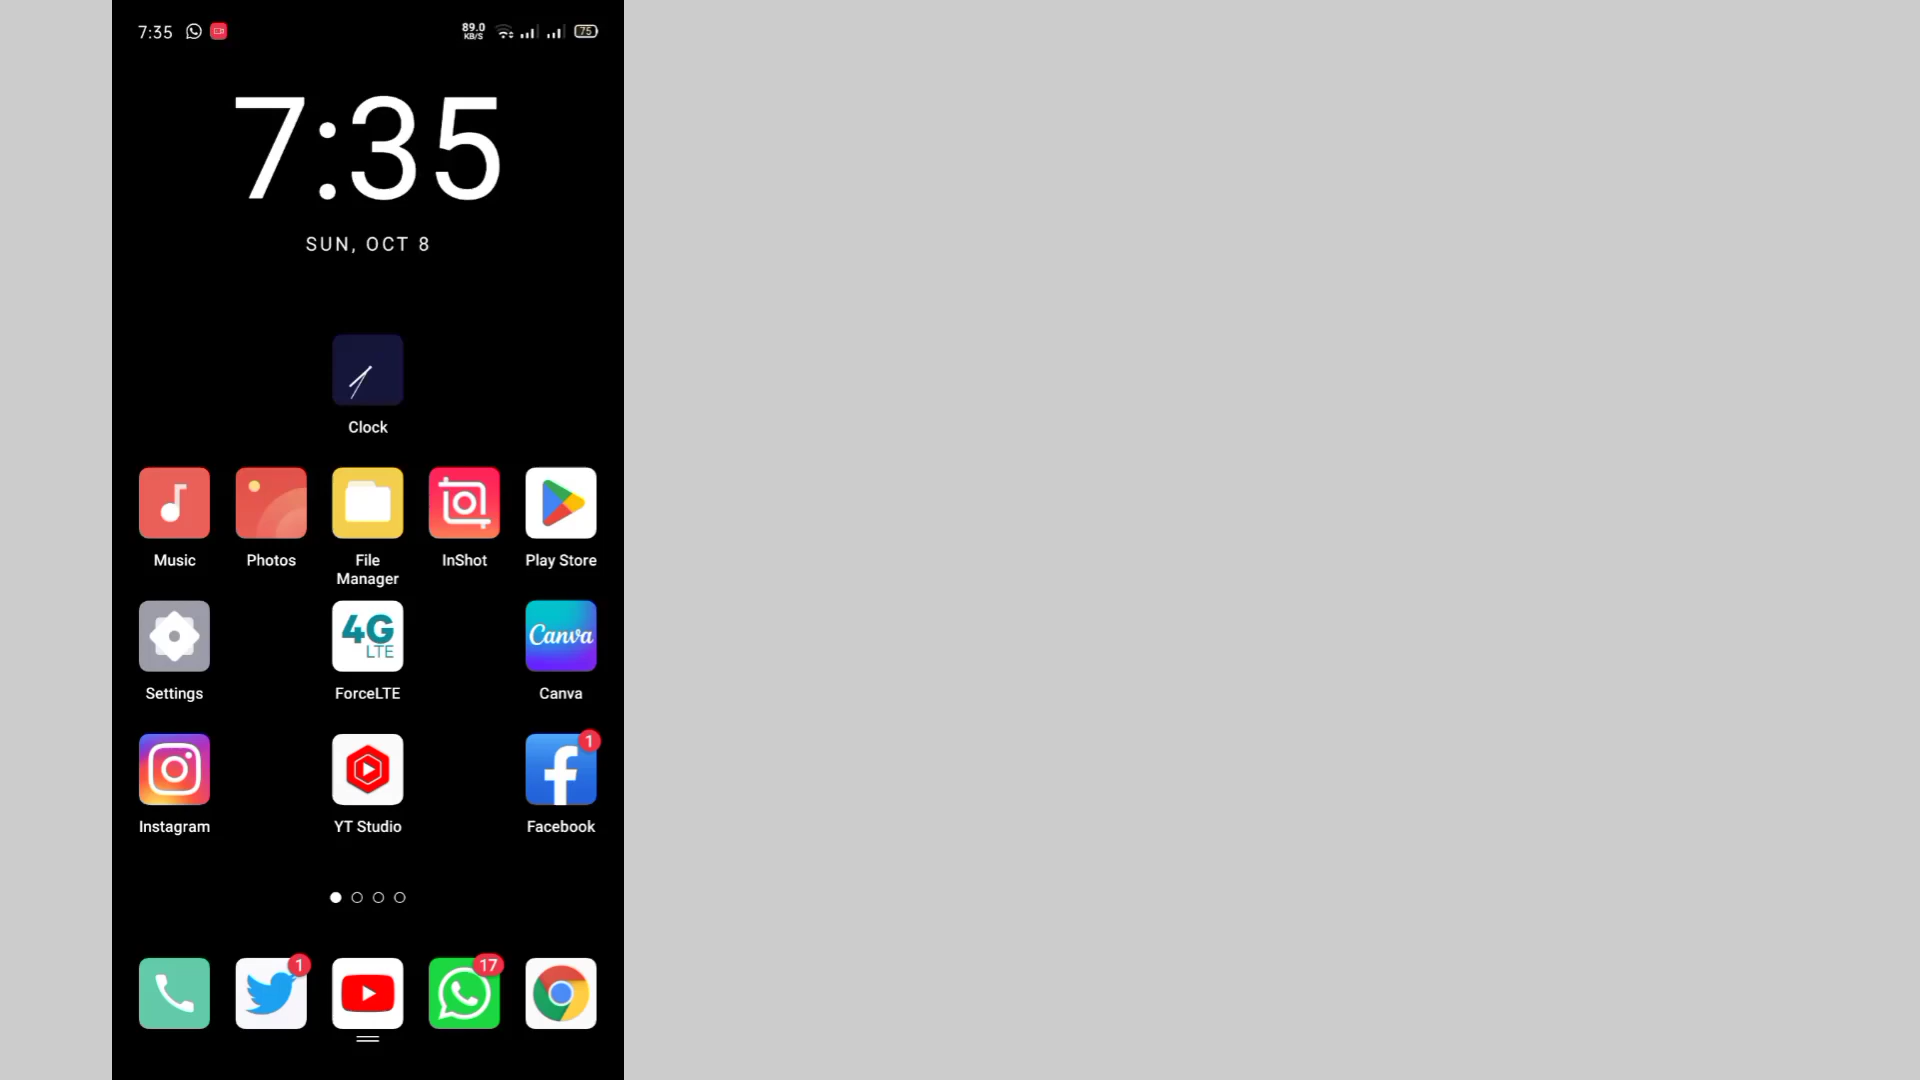 7:35
89.0
KB/S
75
7:35
SUN, OCT 8
Clock
Music
Photos
File
Manager
InShot
Play Store
4G
LTE
Canva
Settings
ForceLTE
Canva
1
Instagram
YT Studio
Facebook
1
17